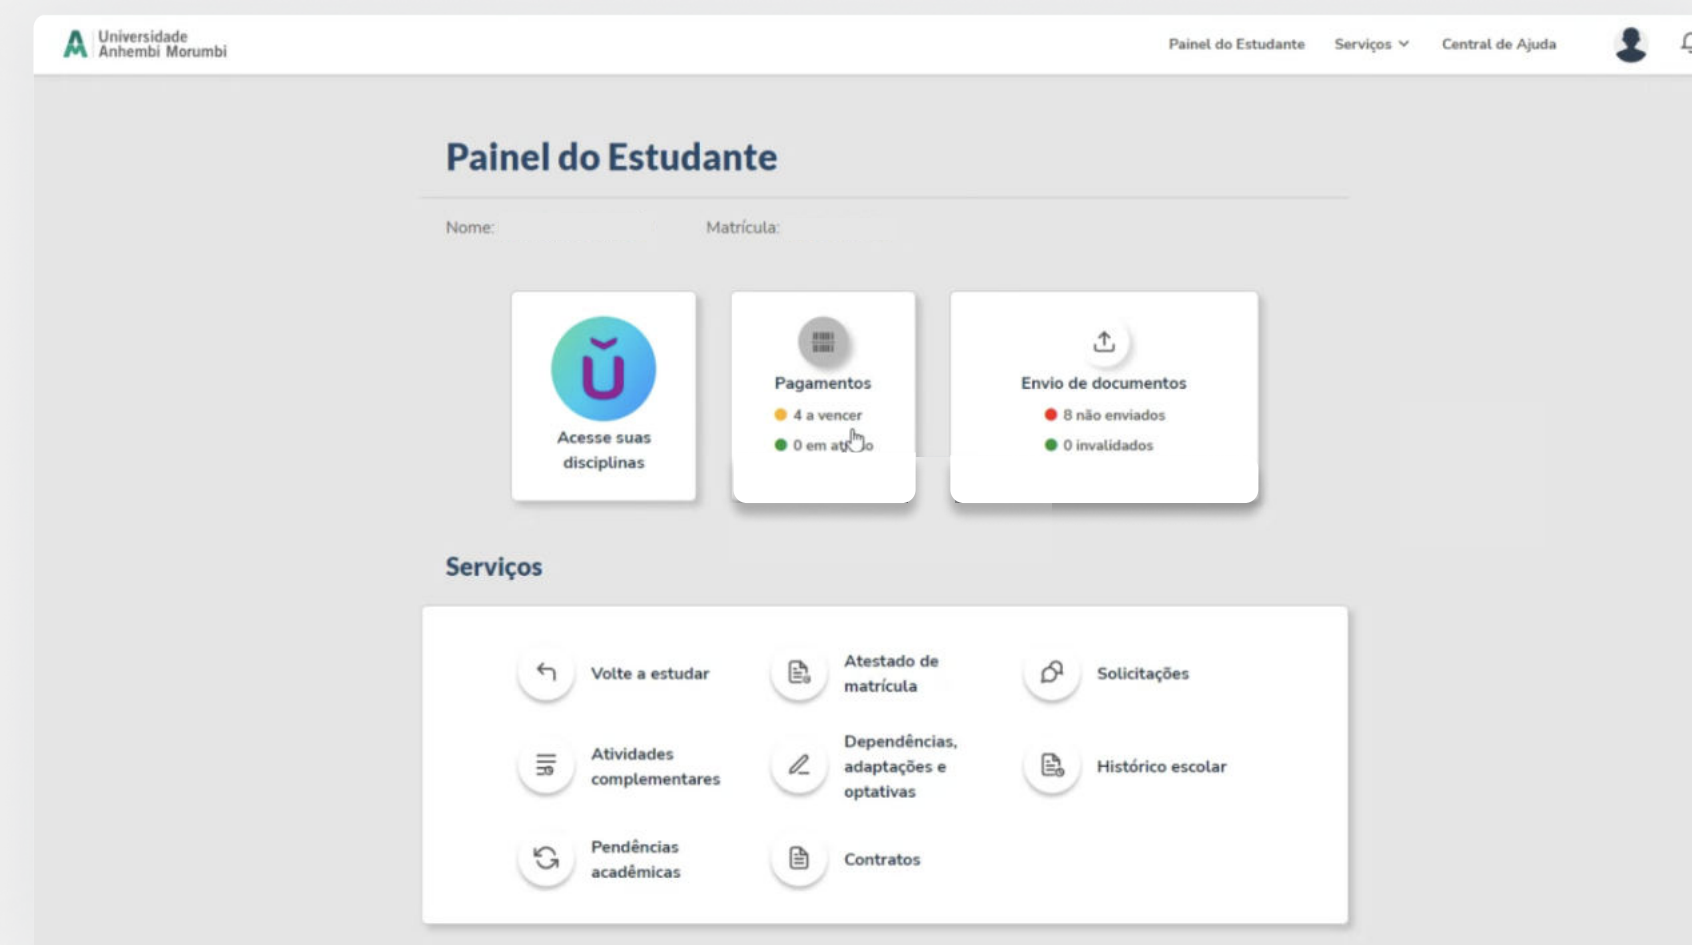 Universidade
Anhembi Morumbi
Painel do Estudante
Serviços
Central de Ajuda
Painel do Estudante
Nome:
Matrícula:
Acesse suas
disciplinas
Pagamentos
4 a vencer
0 em
Envio de documentos
8 não enviados
0 invalidados
Serviços
Volte a estudar
Atestado de
matrícula
Solicitações
Atividades
complementares
Dependências,
adaptações e
optativas
Histórico escolar
Pendências
acadêmicas
Contratos